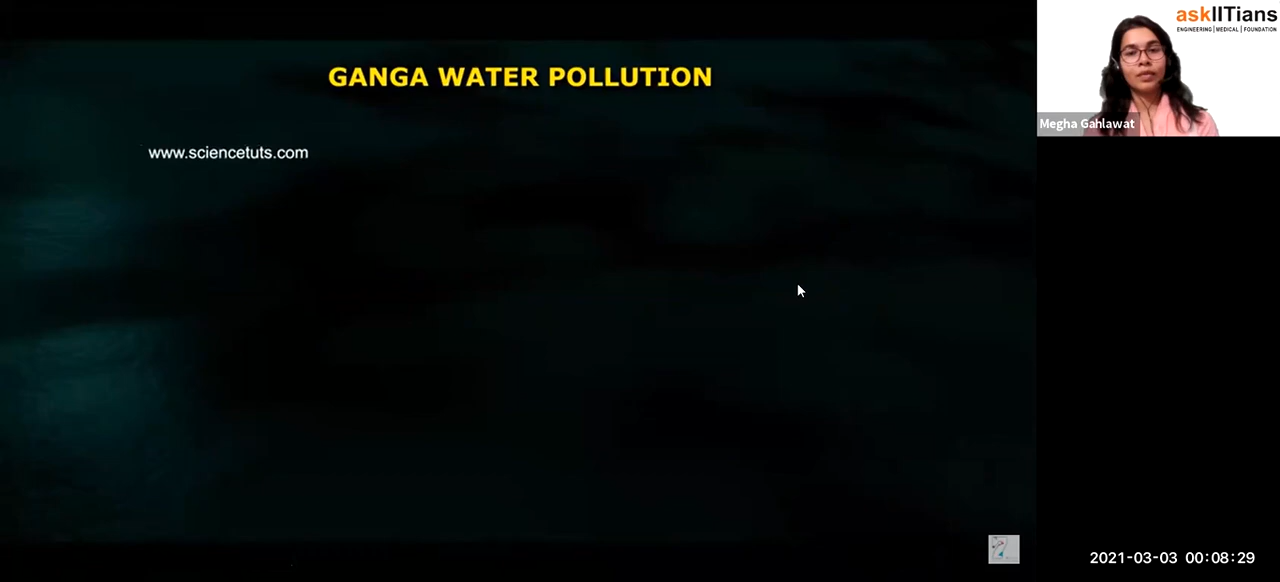 GANGA WATER POLLUTION
www.sciencetuts.com
askIITians
ENGINEERING | MEDICAL | FOUNDATION
Megha Gahlawat
2021-03-03 00:08:29